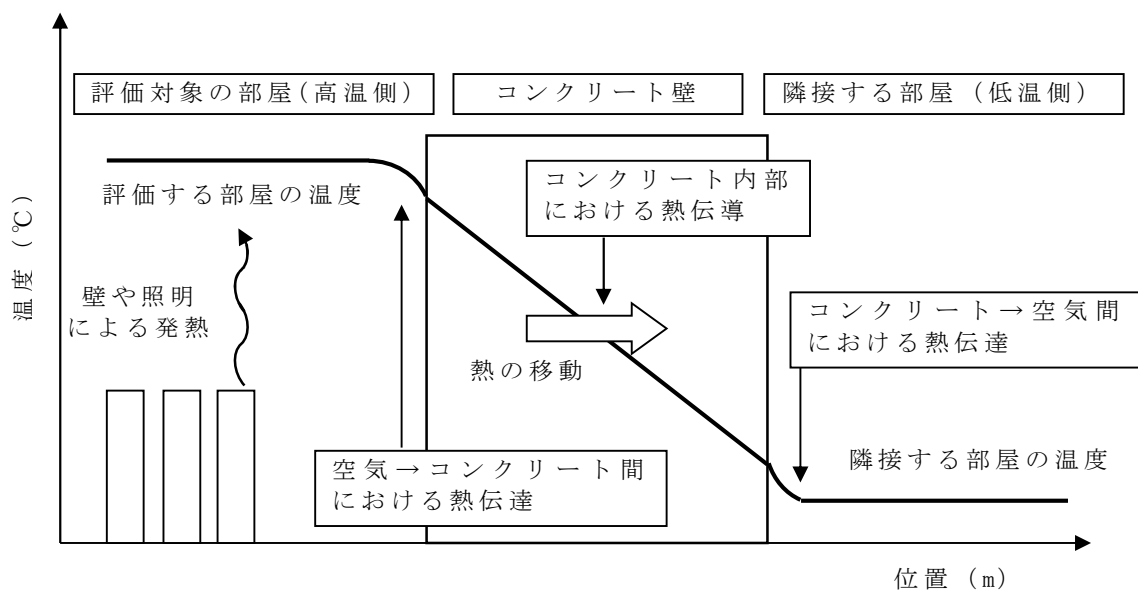 評価対象の部屋(高温側)
コンクリート壁
隣接する部屋(低温側)
コンクリート内部
における熱伝導
評価する部屋の温度
温度(℃)
壁や照明
による発熱
熱の移動
コンクリート→空気間
における熱伝達
空気→コンクリート間
における熱伝達
隣接する部屋の温度
位置(m)